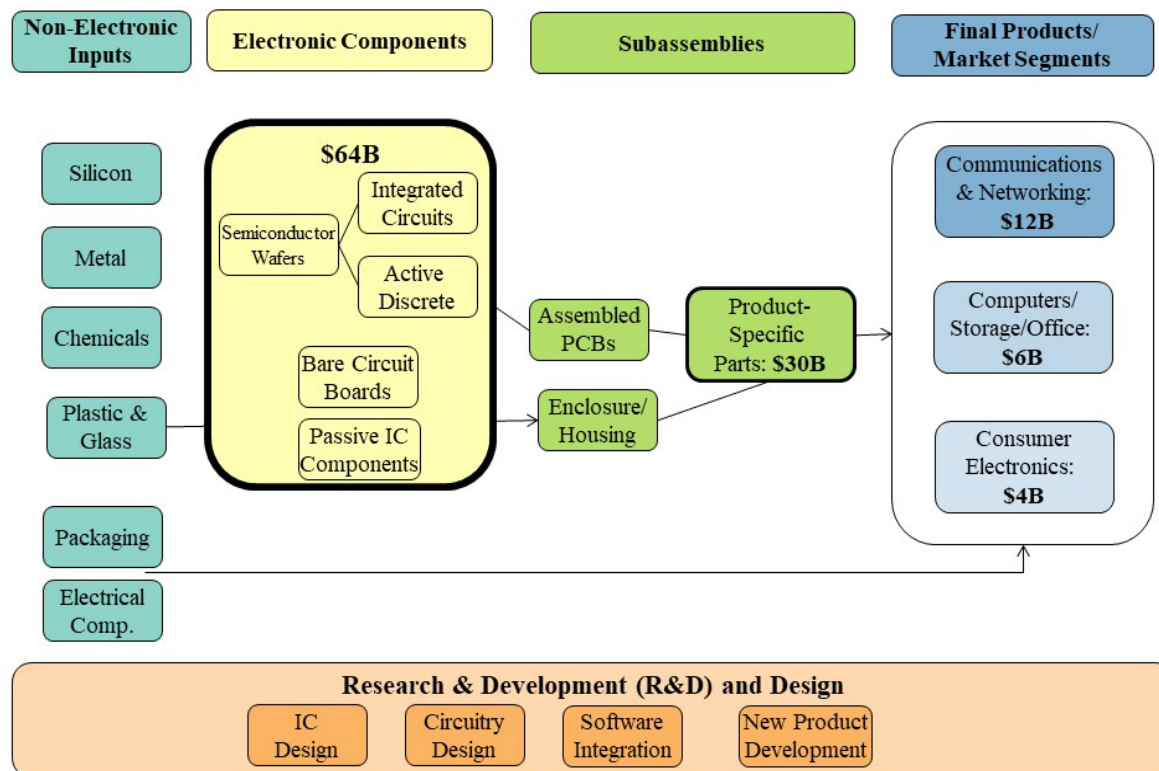 Non-Electronic
Inputs
Electronic Components
Subassemblies
Final Products/
Market Segments
Silicon
Metal
Chemicals
Plastic &
Glass
Packaging
Electrical
Comp.
$64B
Semiconductor
Wafers
Integrated
Circuits
Active
Discrete
Bare Circuit
Boards
Passive IC
Components
Assembled
PCBs
Enclosure/
Housing
Product-
Specific
Parts: $30B
Communications
& Networking:
$12B
Computers/
Storage/Office:
$6B
Consumer
Electronics:
$4B
Research & Development (R&D) and Design
IC
Design
Circuitry
Design
Software
Integration
New Product
Development